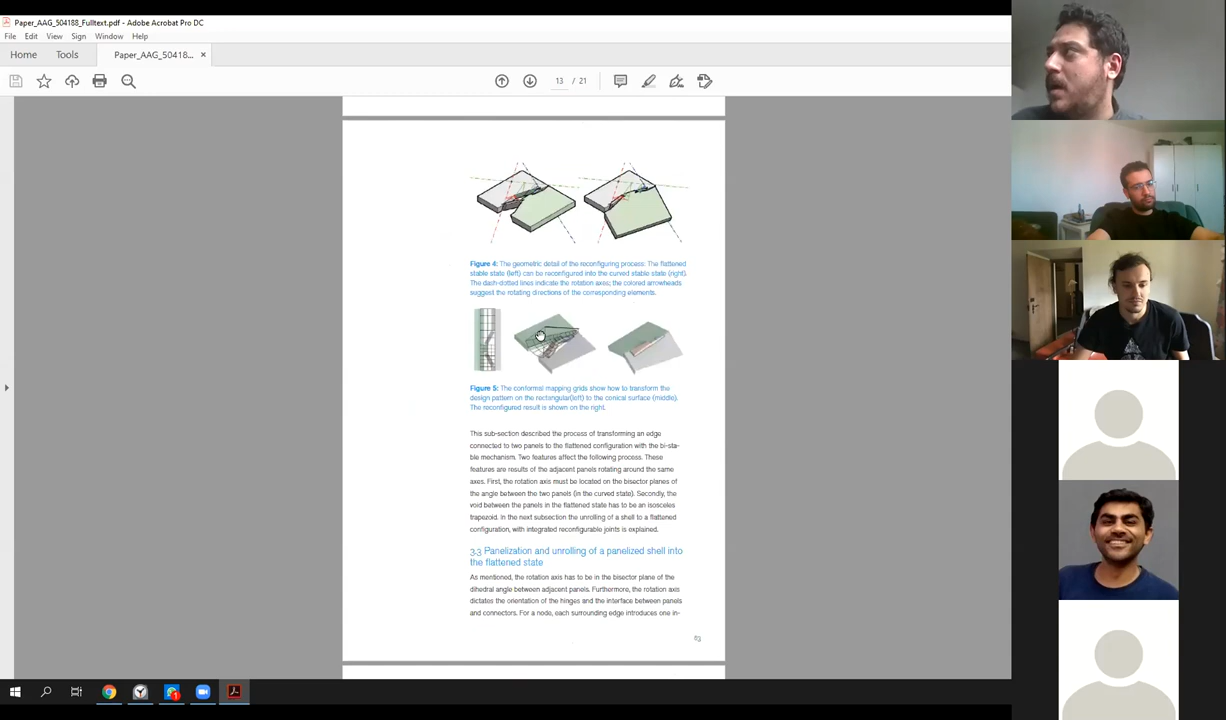 Paper_AAG_504188_Fulltext.pdf - Adobe Acrobat Pro DC
File Edit View Sign Window Help
Home Tools Paper_AAG_50418... ×
13 / 21
Figure 4: The geometric detail of the reconfiguring process: The flattened
stable state (left) can be reconfigured into the curved stable state (right).
The dash-dotted lines indicate the rotation axes; the colored arrowheads
suggest the rotating directions of the corresponding elements.
Figure 5: The conformal mapping grids show how to transform the
design pattern on the rectangular(left) to the conical surface (middle).
The reconfigured result is shown on the right.
This sub-section described the process of transforming an edge
connected to two panels to the flattened configuration with the bi-sta-
ble mechanism. Two features affect the following process. These
features are results of the adjacent panels rotating around the same
axes. First, the rotation axis must be located on the bisector planes of
the angle between the two panels (in the curved state). Secondly, the
void between the panels in the flattened state has to be an isosceles
trapezoid. In the next subsection the unrolling of a shell to a flattened
configuration, with integrated reconfigurable joints is explained.
3.3 Panelization and unrolling of a panelized shell into
the flattened state
As mentioned, the rotation axis has to be in the bisector plane of the
dihedral angle between adjacent panels. Furthermore, the rotation axis
dictates the orientation of the hinges and the interface between panels
and connectors. For a node, each surrounding edge introduces one in-